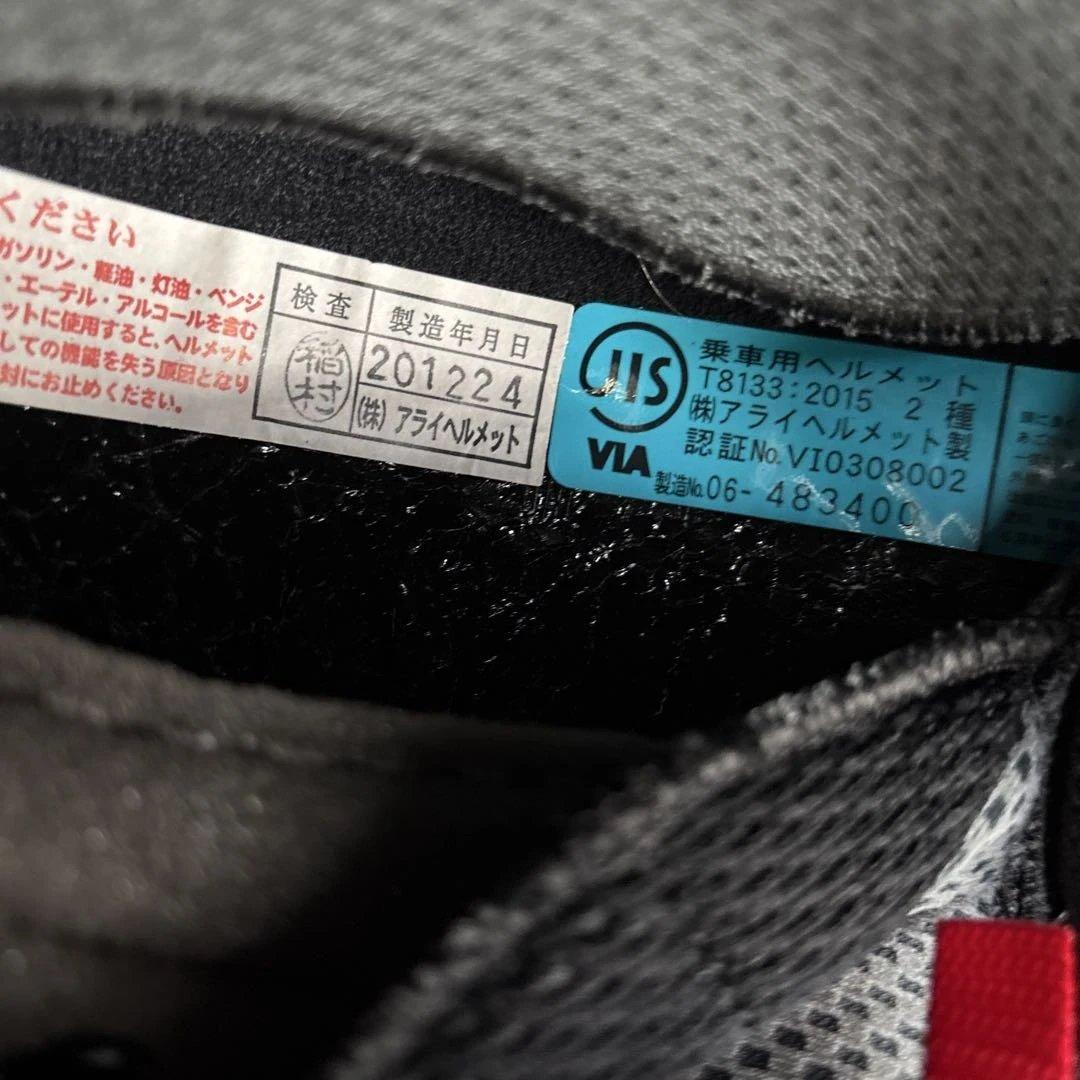 ください
ガソリン・軽油・灯油・ベンジ
・エーテル・アルコールを含む
ットに使用すると、ヘルメット
しての機能を失う原因となり
対にお止めください。
検査
稲村
製造年月日
201224
(株)アライヘルメット
JIS
VIA
乗車用ヘルメット
T8133:2015 2種
(株)アライヘルメット製
認証No.VI0308002
製造No.06-483400